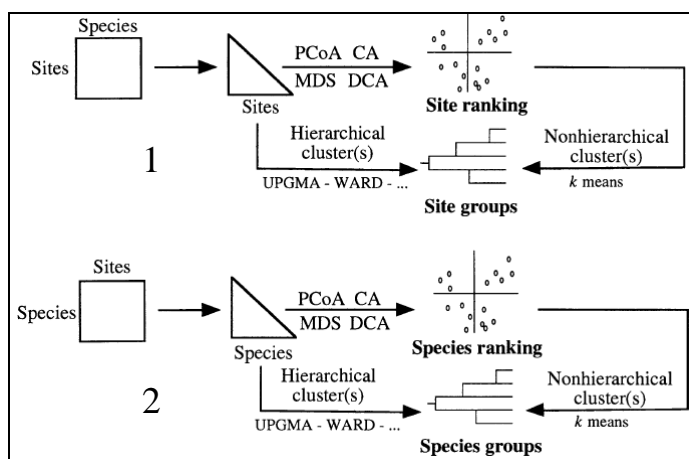 Species
Sites
Sites
PCoA CA
MDS DCA
Site ranking
Hierarchical
cluster(s)
UPGMA - WARD - ...
Nonhierarchical
cluster(s)
k means
Site groups
1
Sites
Species
Species
PCoA CA
MDS DCA
Species ranking
Hierarchical
cluster(s)
UPGMA - WARD - ...
Nonhierarchical
cluster(s)
k means
Species groups
2